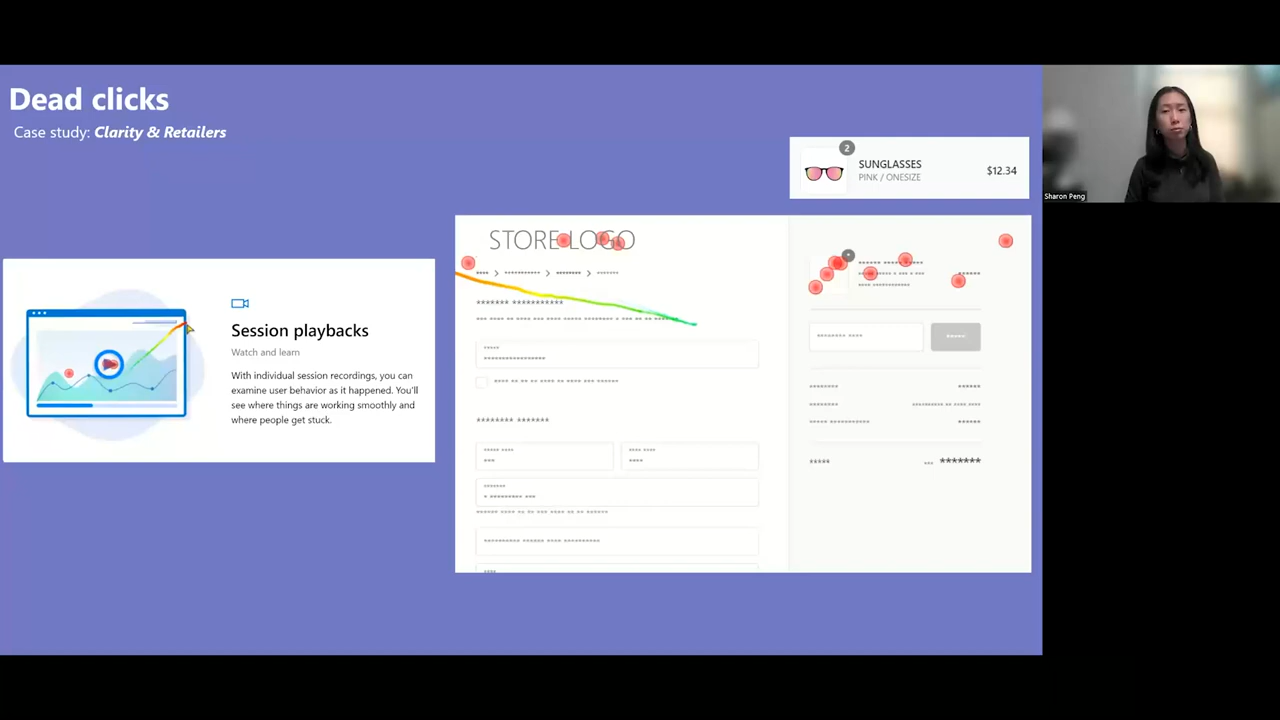 Dead clicks
Case study: Clarity & Retailers
2
SUNGLASSES
PINK / ONESIZE
$12.34
Sharon Peng
STORE LOGO
Session playbacks
Watch and learn
With individual session recordings, you can
examine user behavior as it happened. You'll
see where things are working smoothly and
where people get stuck.